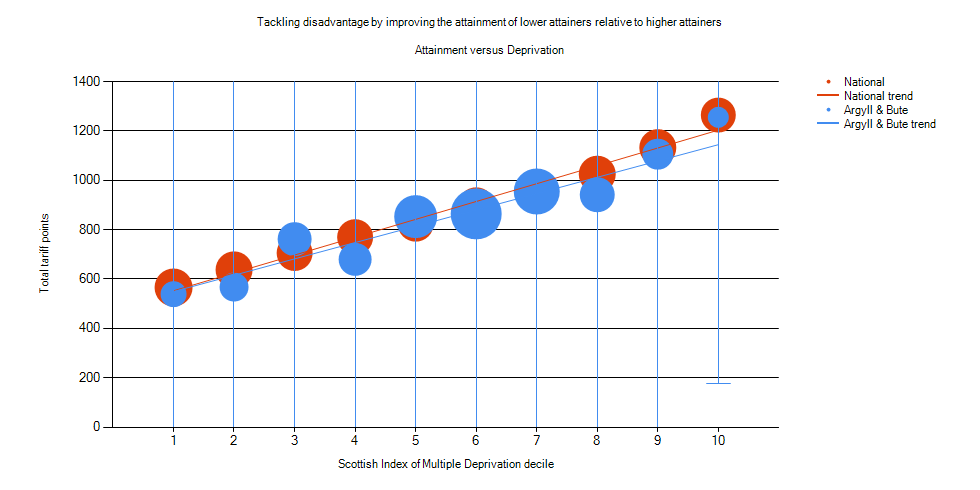 Tackling disadvantage by improving the attainment of lower attainers relative to higher attainers
Attainment versus Deprivation
National
National trend
Argyll & Bute
Argyll & Bute trend
Total tariff points
1400
1200
1000
800
600
400
200
0
1 2 3 4 5 6 7 8 9 10
Scottish Index of Multiple Deprivation decile